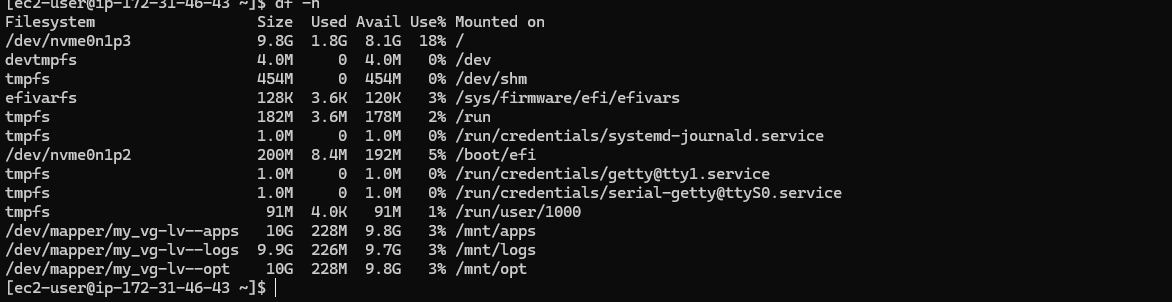 [ec2-user@ip-172-31-46-43 ~]$ df -h
Filesystem Size Used Avail Use% Mounted on
/dev/nvme0n1p3 9.8G 1.8G 8.1G 18% /
devtmpfs 4.0M 0 4.0M 0% /dev
tmpfs 454M 0 454M 0% /dev/shm
efivarfs 128K 3.6K 120K 3% /sys/firmware/efi/efivars
tmpfs 182M 3.6M 178M 2% /run
tmpfs 1.0M 0 1.0M 0% /run/credentials/systemd-journald.service
/dev/nvme0n1p2 200M 8.4M 192M 5% /boot/efi
tmpfs 1.0M 0 1.0M 0% /run/credentials/getty@tty1.service
tmpfs 1.0M 0 1.0M 0% /run/credentials/serial-getty@ttyS0.service
tmpfs 91M 4.0K 91M 1% /run/user/1000
/dev/mapper/my_vg-lv--apps 10G 228M 9.8G 3% /mnt/apps
/dev/mapper/my_vg-lv--logs 9.9G 226M 9.7G 3% /mnt/logs
/dev/mapper/my_vg-lv--opt 10G 228M 9.8G 3% /mnt/opt
[ec2-user@ip-172-31-46-43 ~]$